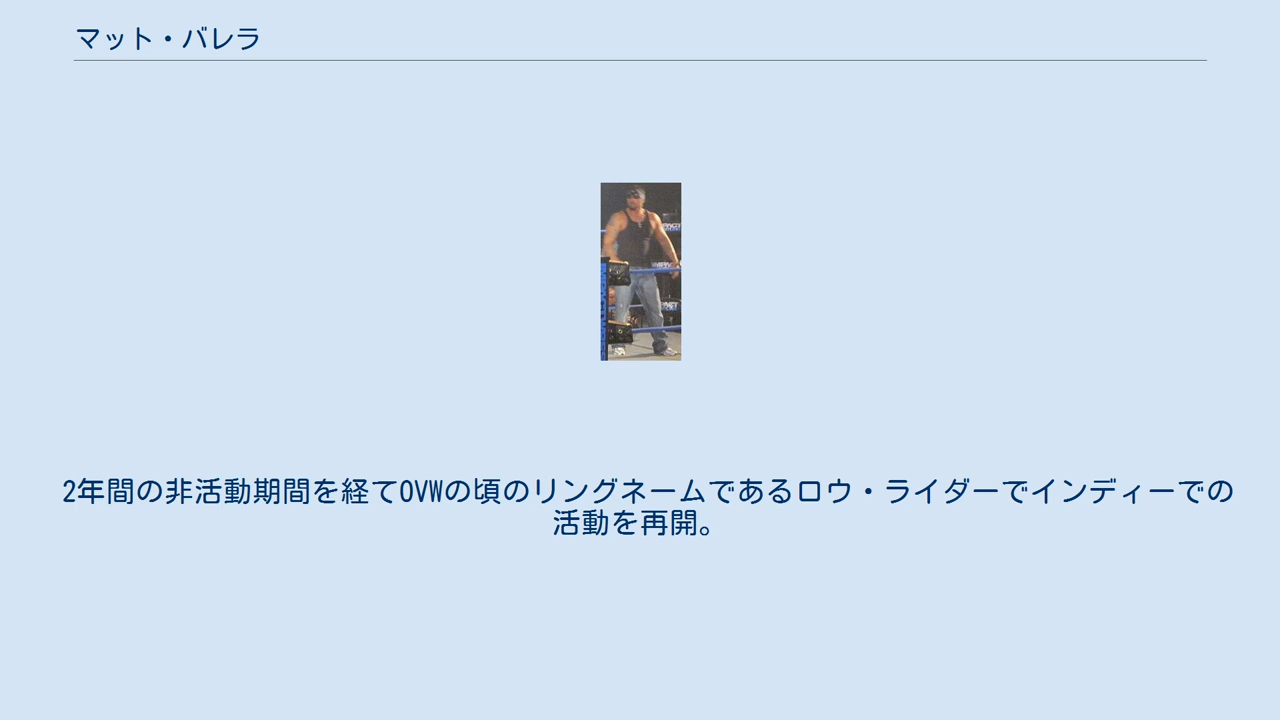 マット・バレラ
2年間の非活動期間を経てOVWの頃のリングネームであるロウ・ライダーでインディーでの
活動を再開。